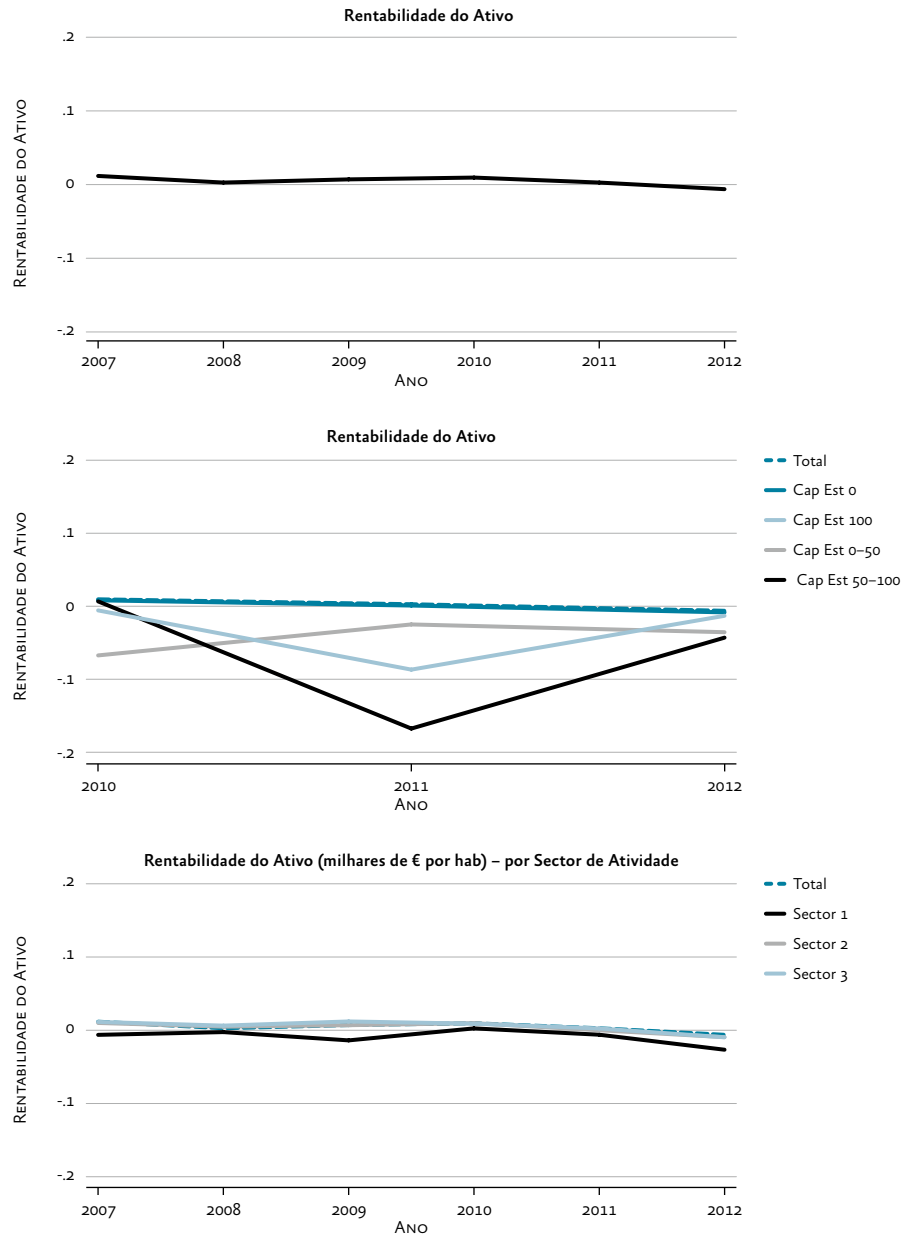 Rentabilidade do Ativo
Rentabilidade do Ativo
.2
.1
0
-.1
-.2
2007 2008 2009 2010 2011 2012
Ano
Rentabilidade do Ativo
Rentabilidade do Ativo
.2
.1
0
-.1
-.2
2010 2011 2012
Ano
Total
Cap Est 0
Cap Est 100
Cap Est 0–50
Cap Est 50–100
Rentabilidade do Ativo (milhares de € por hab) – por Sector de Atividade
Rentabilidade do Ativo
.2
.1
0
-.1
-.2
2007 2008 2009 2010 2011 2012
Ano
Total
Sector 1
Sector 2
Sector 3